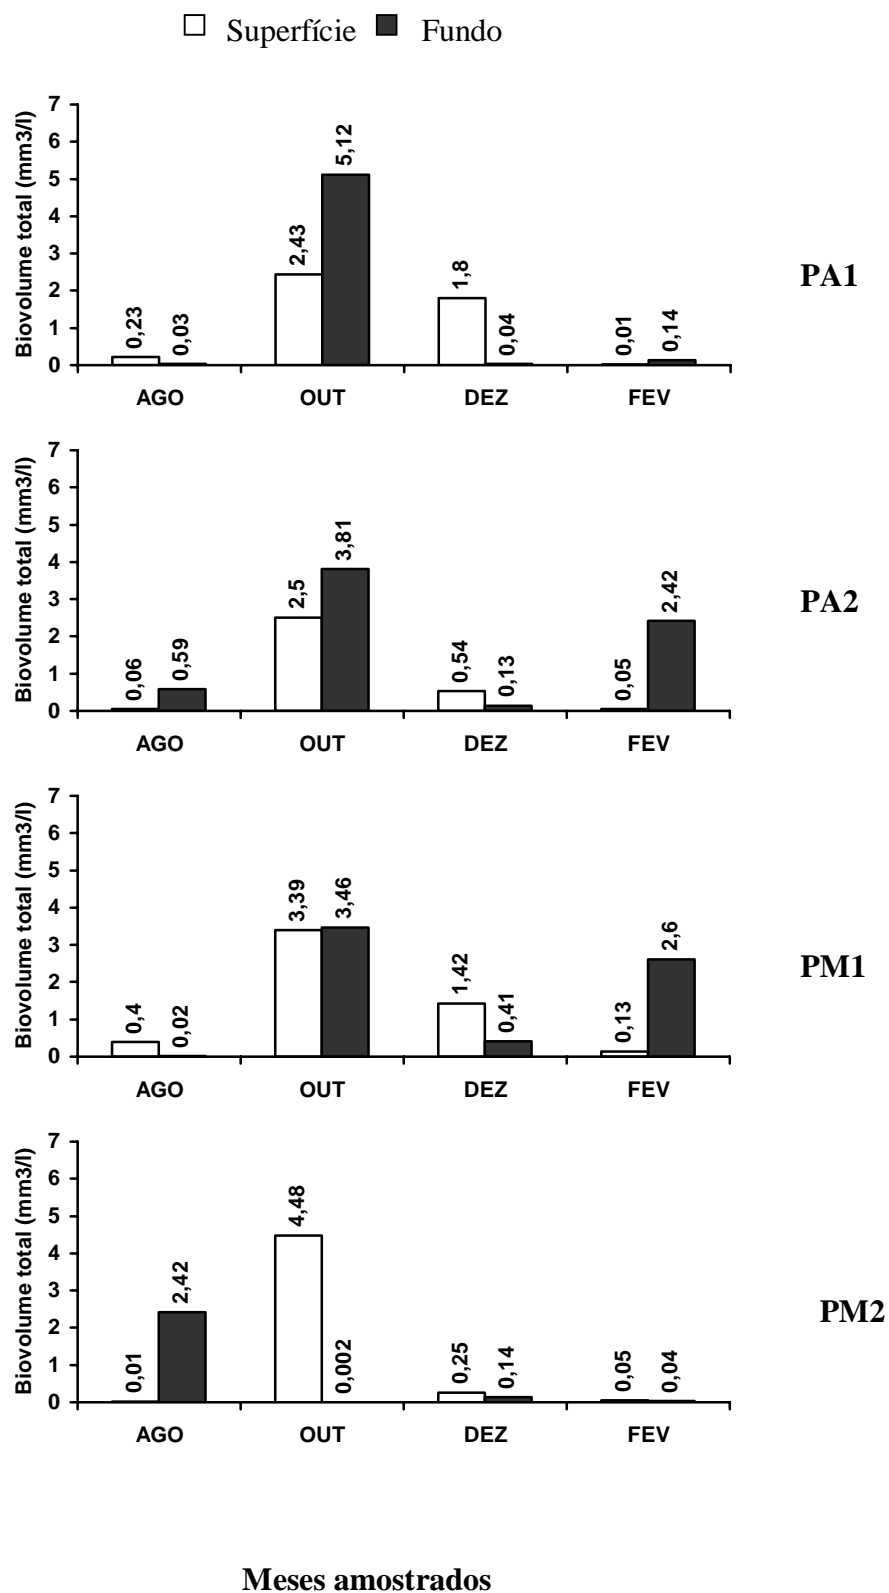 Superfície Fundo
Biovolume total (mm3/l)
7
6
5
4
3
2
1
0
0,23 0,03 2,43 5,12 1,8 0,04 0,01 0,14
AGO OUT DEZ FEV
PA1
Biovolume total (mm3/l)
7
6
5
4
3
2
1
0
0,06 0,59 2,5 3,81 0,54 0,13 0,05 2,42
AGO OUT DEZ FEV
PA2
Biovolume total (mm3/l)
7
6
5
4
3
2
1
0
0,4 0,02 3,39 3,46 1,42 0,41 0,13 2,6
AGO OUT DEZ FEV
PM1
Biovolume total (mm3/l)
7
6
5
4
3
2
1
0
0,01 2,42 4,48 0,002 0,25 0,14 0,05 0,04
AGO OUT DEZ FEV
PM2
Meses amostrados